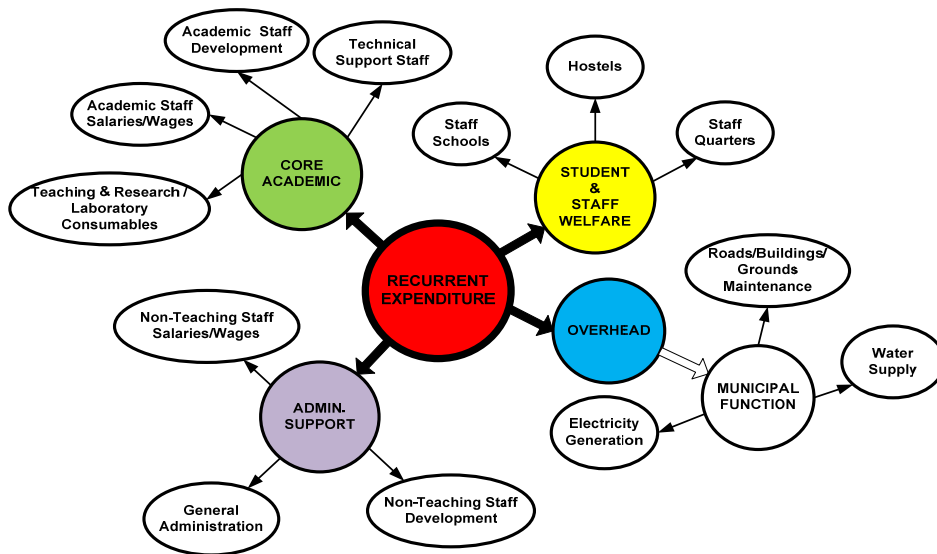 Academic Staff
Development
Technical
Support Staff
Hostels
Academic Staff
Salaries/Wages
Staff
Schools
Staff
Quarters
CORE
ACADEMIC
STUDENT
&
STAFF
WELFARE
Teaching & Research /
Laboratory
Consumables
RECURRENT
EXPENDITURE
Roads/Buildings/
Grounds
Maintenance
Non-Teaching Staff
Salaries/Wages
OVERHEAD
Water
Supply
MUNICIPAL
FUNCTION
ADMIN-
SUPPORT
Electricity
Generation
General
Administration
Non-Teaching Staff
Development